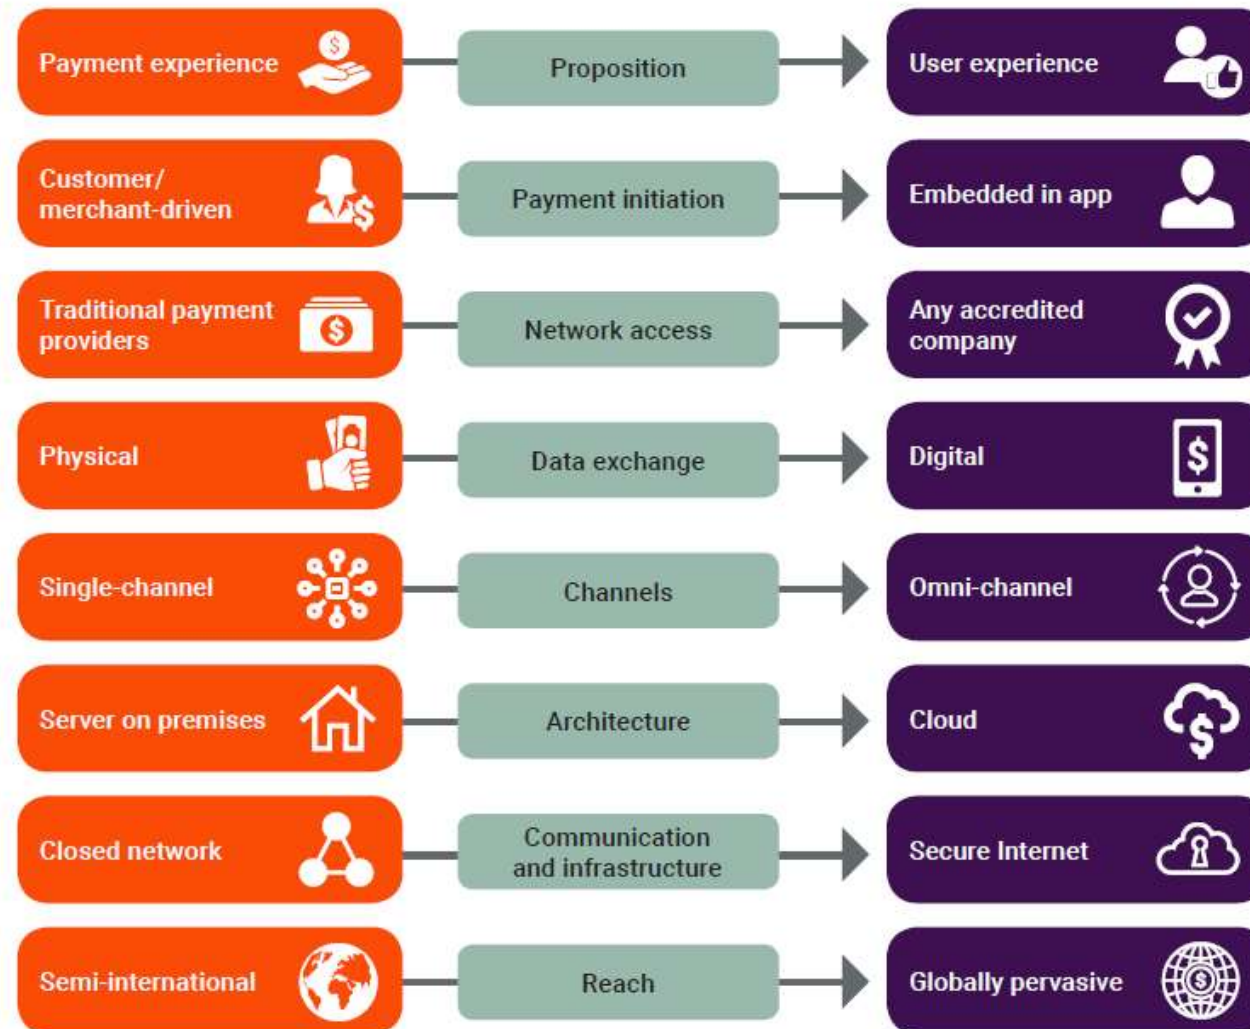 Payment experience
Proposition
User experience
Customer/
merchant-driven
Payment initiation
Embedded in app
Traditional payment
providers
Network access
Any accredited
company
Physical
Data exchange
Digital
Single-channel
Channels
Omni-channel
Server on premises
Architecture
Cloud
Closed network
Communication
and infrastructure
Secure Internet
Semi-international
Reach
Globally pervasive